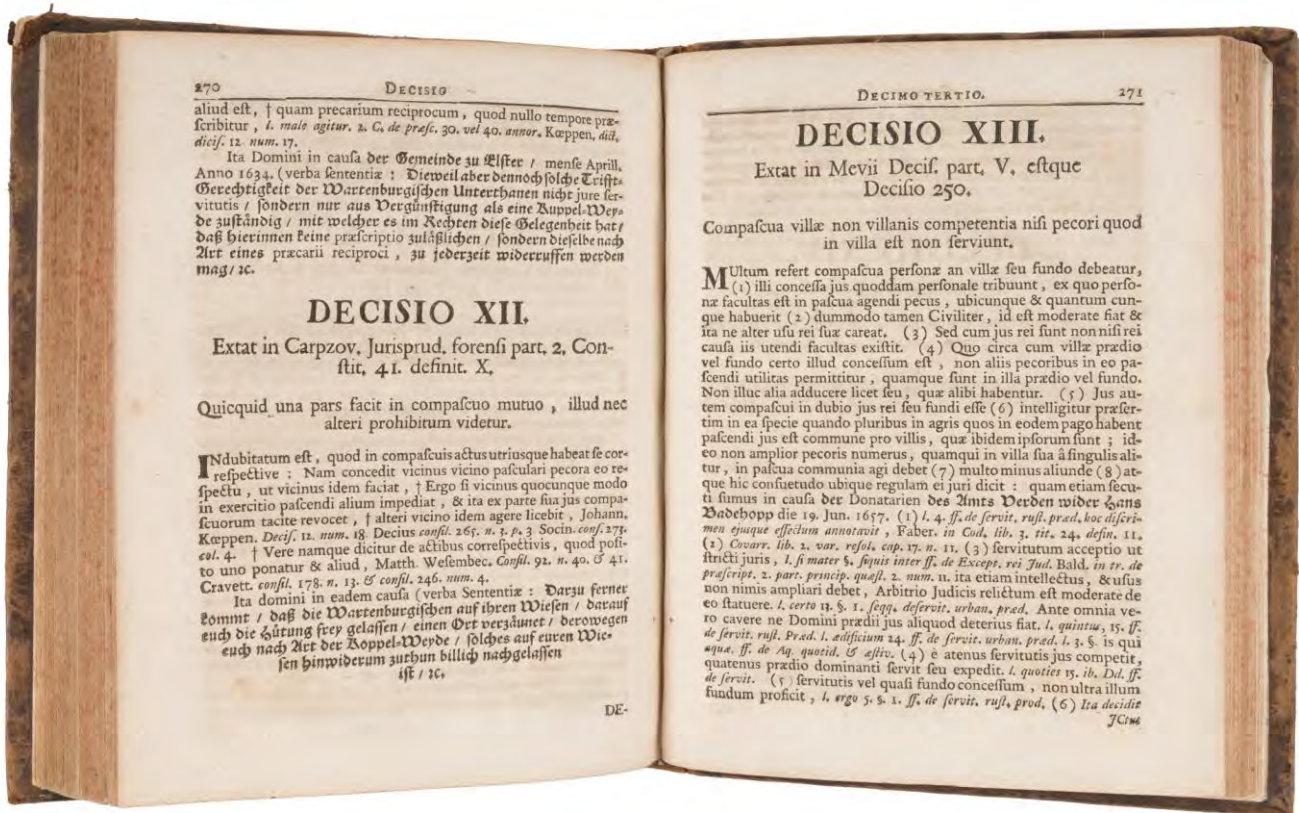 270 DECISIO
aliud eſt, † quam precarium reciprocum, quod nullo tempore præ-
ſcribitur, l. male agitur. 2. C. de præſc. 30. vel 40. annor. Kœppen, dict.
diciſ. 12. num. 17.
Ita Domini in cauſa der Gemeinde zu Elſter / menſe Aprill.
Anno 1634. (verba ſententiæ : Dieweil aber dennoch ſolche Trifft-
Gerechtigkeit der Wartenburgiſchen Unterthanen nicht jure ſer-
vitutis / ſondern nur aus Vergünſtigung als eine Kuppel-Wey-
de zuſtändig / mit welcher es im Rechten dieſe Gelegenheit hat /
daß hierinnen keine præſcriptio zuläßlichen / ſondern dieſelbe nach
Art eines præcarii reciproci, zu jederzeit widerruffen werden
mag / ꝛc.
DECISIO XII.
Extat in Carpzov. Jurisprud. forenſi part. 2. Con-
ſtit. 41. definit. X.
Quicquid una pars facit in compaſcuo mutuo, illud nec
alteri prohibitum videtur.
INdubitatum eſt, quod in compaſcuis actus utriusque habeat ſe cor-
reſpective : Nam concedit vicinus vicino paſculari pecora eo re-
ſpectu, ut vicinus idem faciat, † Ergo ſi vicinus quocunque modo
in exercitio paſcendi alium impediat, & ita ex parte ſua jus compa-
ſcuorum tacite revocet, † alteri vicino idem agere licebit, Johann.
Kœppen. Deciſ. 12. num. 18. Decius conſil. 265. n. 3. p. 3. Socin. conſ. 273.
col. 4. † Vere namque dicitur de actibus correſpectivis, quod poſi-
to uno ponatur & aliud, Matth. Weſembec. Conſil. 92. n. 40. & 41.
Cravett. conſil. 178. n. 13. & conſil. 246. num. 4.
Ita domini in eadem cauſa (verba Sententiæ : Darzu ferner
kommt / daß die Wartenburgiſchen auf ihren Wieſen / darauf
euch die Hütung frey gelaſſen / einen Ort verzäunet / derowegen
euch nach Art der Koppel-Weyde / ſolches auf euren Wie-
ſen hinwiderum zuthun billich nachgelaſſen
iſt / ꝛc.
DE-
DECIMO TERTIO. 271
DECISIO XIII.
Extat in Mevii Deciſ. part. V. eſtque
Deciſio 250.
Compaſcua villæ non villanis competentia niſi pecori quod
in villa eſt non ſerviunt.
MUltum refert compaſcua perſonæ an villæ ſeu fundo debeatur,
(1) illi conceſſa jus quoddam perſonale tribuunt, ex quo perſo-
næ facultas eſt in paſcua agendi pecus, ubicunque & quantum cun-
que habuerit (2) dummodo tamen Civiliter, id eſt moderate fiat &
ita ne alter uſu rei ſuæ careat. (3) Sed cum jus rei ſunt non niſi rei
cauſa iis utendi facultas exiſtit. (4) Quo circa cum villæ prædio
vel fundo certo illud conceſſum eſt, non aliis pecoribus in eo pa-
ſcendi utilitas permittitur, quamque ſunt in illa prædio vel fundo.
Non illuc alia adducere licet ſeu, quæ alibi habentur. (5) Jus au-
tem compaſcui in dubio jus rei ſeu fundi eſſe (6) intelligitur præſer-
tim in ea ſpecie quando pluribus in agris quos in eodem pago habent
paſcendi jus eſt commune pro villis, quæ ibidem ipſorum ſunt ; id-
eo non amplior pecoris numerus, quamqui in villa ſua â ſingulis ali-
tur, in paſcua communia agi debet (7) multo minus aliunde (8) at-
que hic conſuetudo ubique regulam ei juri dicit : quam etiam ſecu-
ti ſumus in cauſa der Donatarien des Amts Verden wider Hans
Badehopp die 19. Jun. 1657. (1) l. 4. ff. de ſervit. ruſt. præd. hoc diſcri-
men ejusque effectum annotavit, Faber. in Cod. lib. 3. tit. 24. defin. 11.
(2) Covarr. lib. 2. var. reſol. cap. 17. n. 11. (3) ſervitutum acceptio ut
ſtricti juris, l. ſi mater §. ſiquis inter ff. de Except. rei Jud. Bald. in tr. de
præſcript. 2. part. princip. quæſt. 2. num. 11. ita etiam intellectus, & uſus
non nimis ampliari debet, Arbitrio Judicis relictum eſt moderate de
eo ſtatuere. l. certo 13. §. 1. ſeqq. deſervit. urban. præd. Ante omnia ve-
ro cavere ne Domini prædii jus aliquod deterius fiat. l. quintus, 15. ff.
de ſervit. ruſt. Præd. l. ædificium 24. ff. de ſervit. urban. præd. l. 3. §. is qui
aquæ. ff. de Aq. quotid. & æſtiv. (4) e atenus ſervitutis jus competit,
quatenus prædio dominanti ſervit ſeu expedit. l. quoties 15. ib. Dd. ff.
de ſervit. (5) ſervitutis vel quaſi fundo conceſſum, non ultra illum
fundum proficit, l. ergo 5. §. 1. ff. de ſervit. ruſt. prod. (6) Ita decidit
JCtus